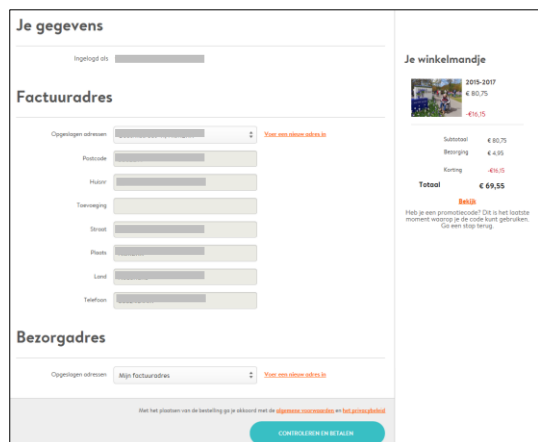 Je gegevens
Ingelogd als
Factuuradres
Opgeslagen adressen
Voer een nieuw adres in
Postcode
Huisnr
Toevoeging
Straat
Plaats
Land
Telefoon
Bezorgadres
Opgeslagen adressen
Mijn factuuradres
Voer een nieuw adres in
Met het plaatsen van de bestelling ga je akkoord met de algemene voorwaarden en het privacybeleid
CONTROLEREN EN BETALEN
Je winkelmandje
2015-2017
€ 80,75
-€16,15
Subtotaal € 80,75
Bezorging € 4,95
Korting -€16,15
Totaal € 69,55
Bekijk
Heb je een promotiecode? Dit is het laatste
moment waarop je de code kunt gebruiken.
Ga een stap terug.